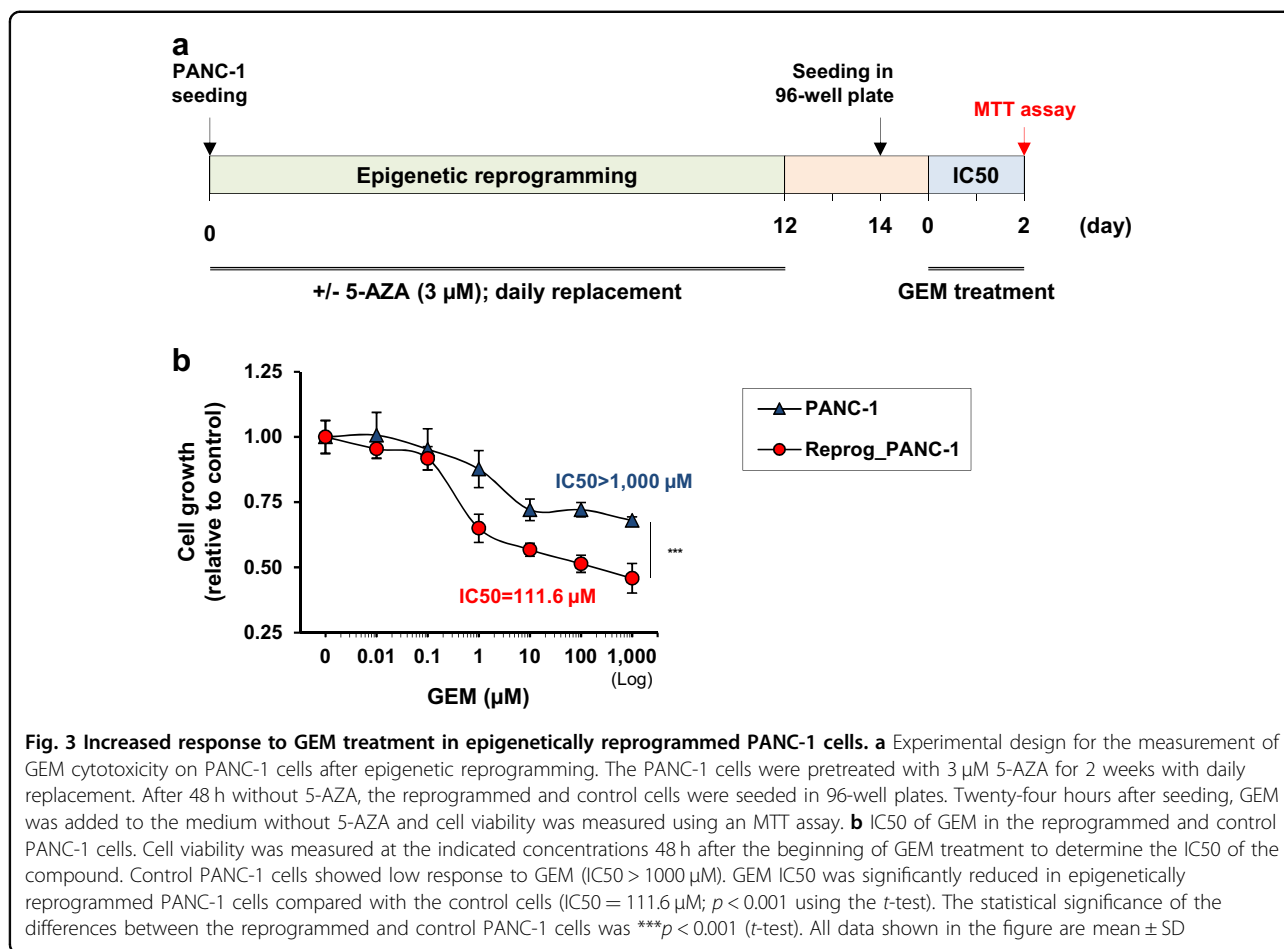 a
PANC-1
seeding
Seeding in
96-well plate
MTT assay
Epigenetic reprogramming
IC50
0
12
14
0
2
(day)
+/- 5-AZA (3 µM); daily replacement
GEM treatment
b
1.25
1.00
0.75
0.50
0.25
Cell growth
(relative to control)
PANC-1
Reprog_PANC-1
IC50>1,000 µM
***
IC50=111.6 µM
0
0.01
0.1
1
10
100
1,000
(Log)
GEM (µM)
Fig. 3 Increased response to GEM treatment in epigenetically reprogrammed PANC-1 cells. a Experimental design for the measurement of
GEM cytotoxicity on PANC-1 cells after epigenetic reprogramming. The PANC-1 cells were pretreated with 3 µM 5-AZA for 2 weeks with daily
replacement. After 48 h without 5-AZA, the reprogrammed and control cells were seeded in 96-well plates. Twenty-four hours after seeding, GEM
was added to the medium without 5-AZA and cell viability was measured using an MTT assay. b IC50 of GEM in the reprogrammed and control
PANC-1 cells. Cell viability was measured at the indicated concentrations 48 h after the beginning of GEM treatment to determine the IC50 of the
compound. Control PANC-1 cells showed low response to GEM (IC50 > 1000 µM). GEM IC50 was significantly reduced in epigenetically
reprogrammed PANC-1 cells compared with the control cells (IC50 = 111.6 µM; p < 0.001 using the t-test). The statistical significance of the
differences between the reprogrammed and control PANC-1 cells was ***p < 0.001 (t-test). All data shown in the figure are mean ± SD